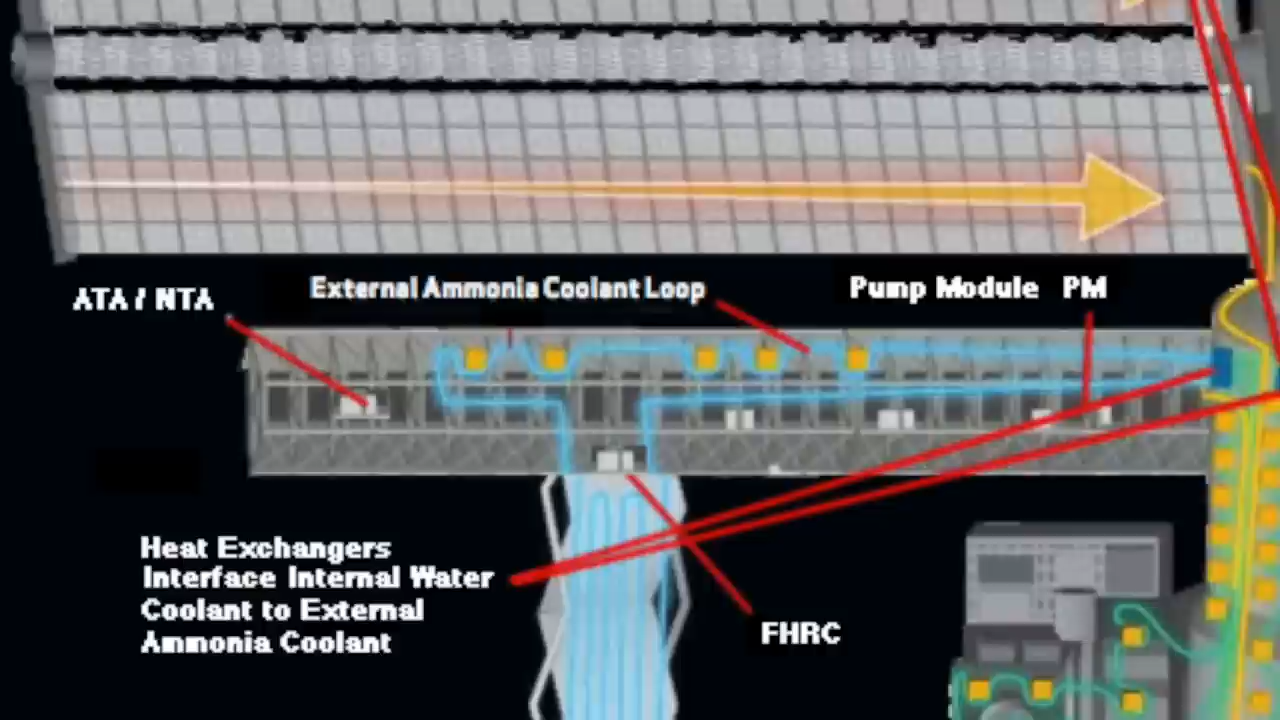 ATA / NTA
External Ammonia Coolant Loop
Pump Module PM
Heat Exchangers
Interface Internal Water
Coolant to External
Ammonia Coolant
FHRC